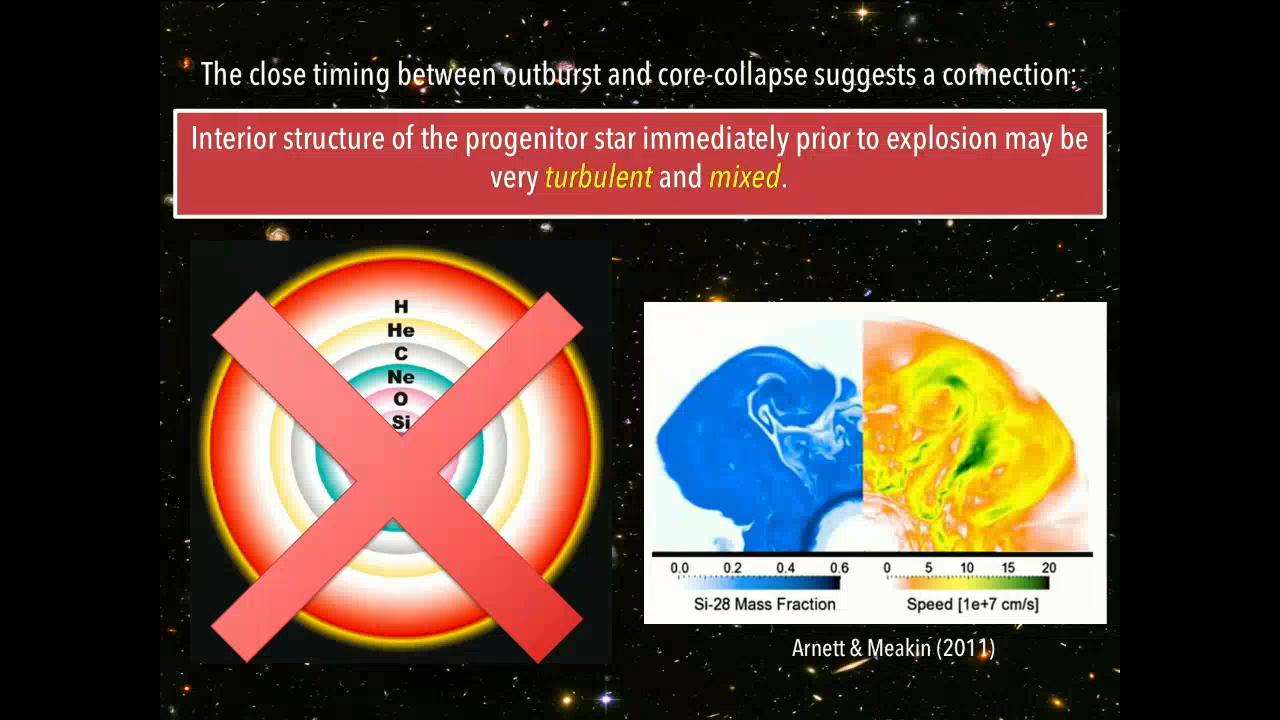 The close timing between outburst and core-collapse suggests a connection:
Interior structure of the progenitor star immediately prior to explosion may be
very turbulent and mixed.
H
He
C
Ne
O
Si
0.0 0.2 0.4 0.6
Si-28 Mass Fraction
0 5 10 15 20
Speed [1e+7 cm/s]
Arnett & Meakin (2011)